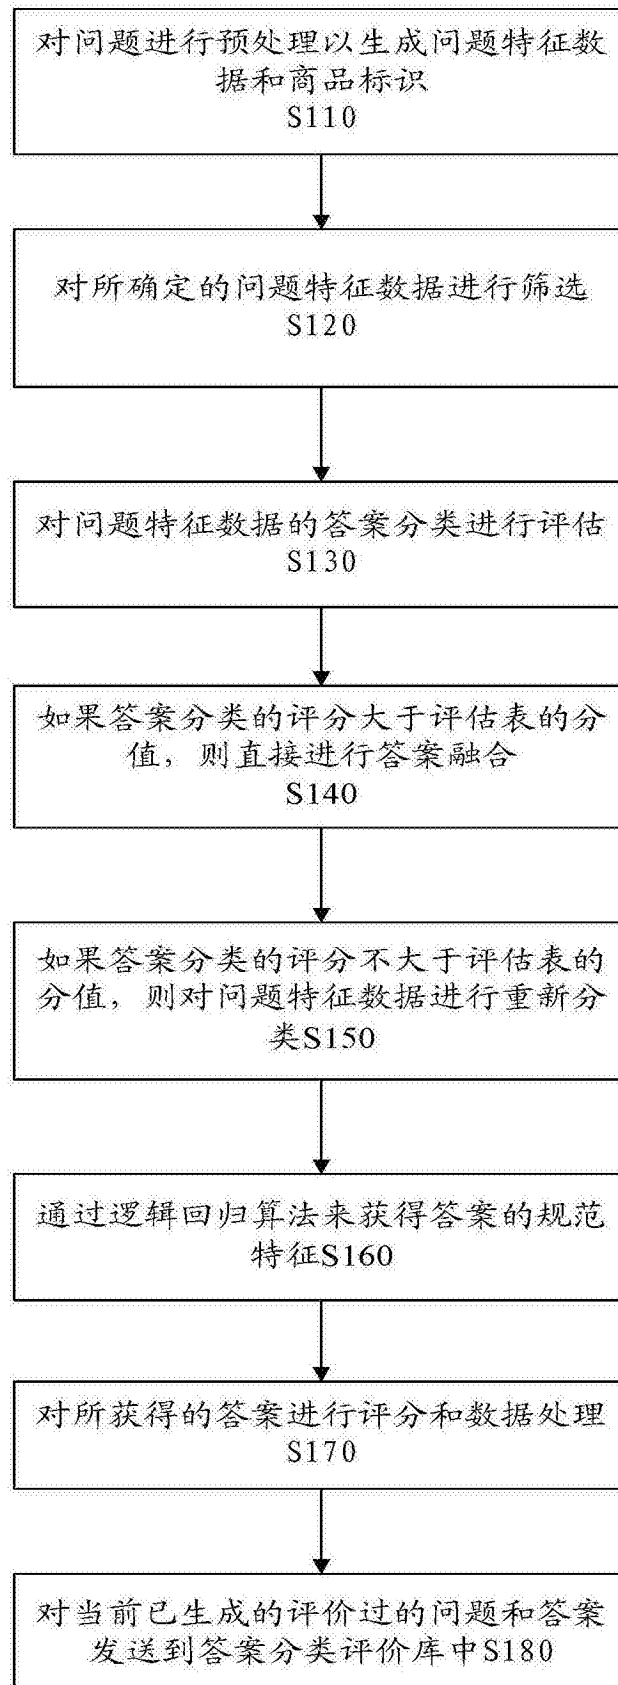 对问题进行预处理以生成问题特征数
据和商品标识
S110
对所确定的问题特征数据进行筛选
S120
对问题特征数据的答案分类进行评估
S130
如果答案分类的评分大于评估表的分
值，则直接进行答案融合
S140
如果答案分类的评分不大于评估表的
分值，则对问题特征数据进行重新分
类S150
通过逻辑回归算法来获得答案的规范
特征S160
对所获得的答案进行评分和数据处理
S170
对当前已生成的评价过的问题和答案
发送到答案分类评价库中S180